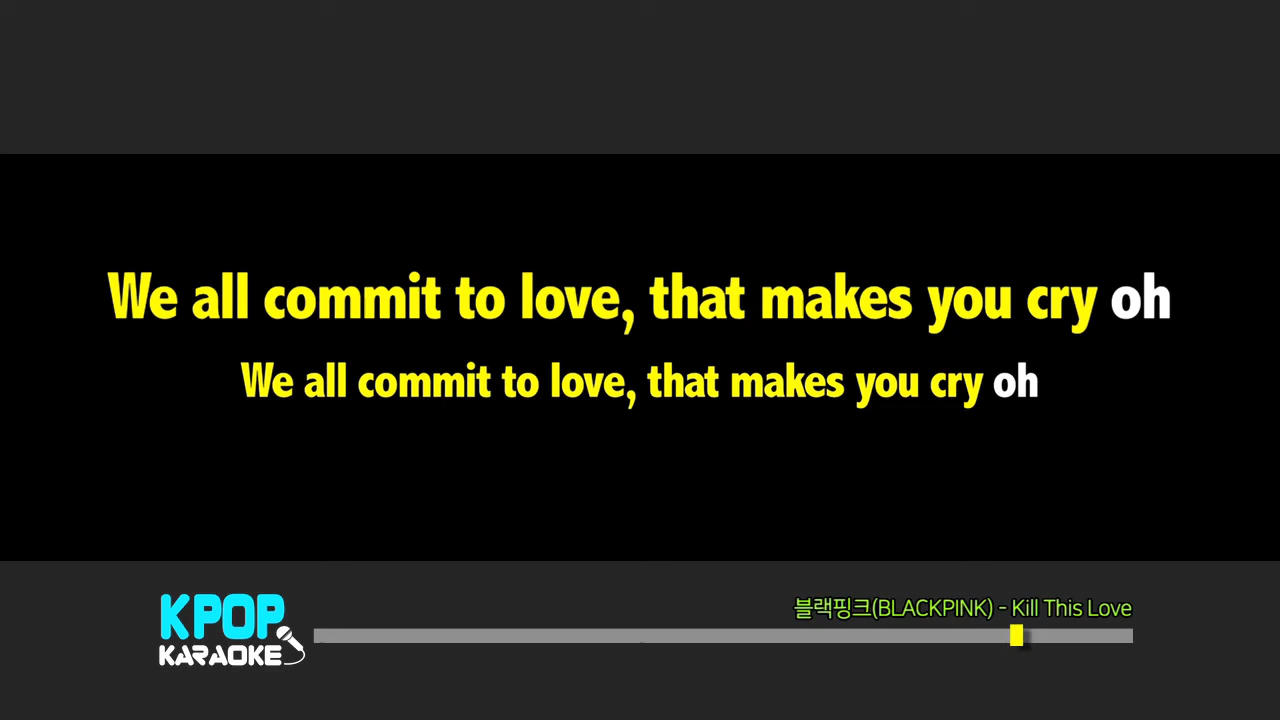 We all commit to love, that makes you cry oh
We all commit to love, that makes you cry oh
블랙핑크(BLACKPINK) - Kill This Love
KPOP
KARAOKE